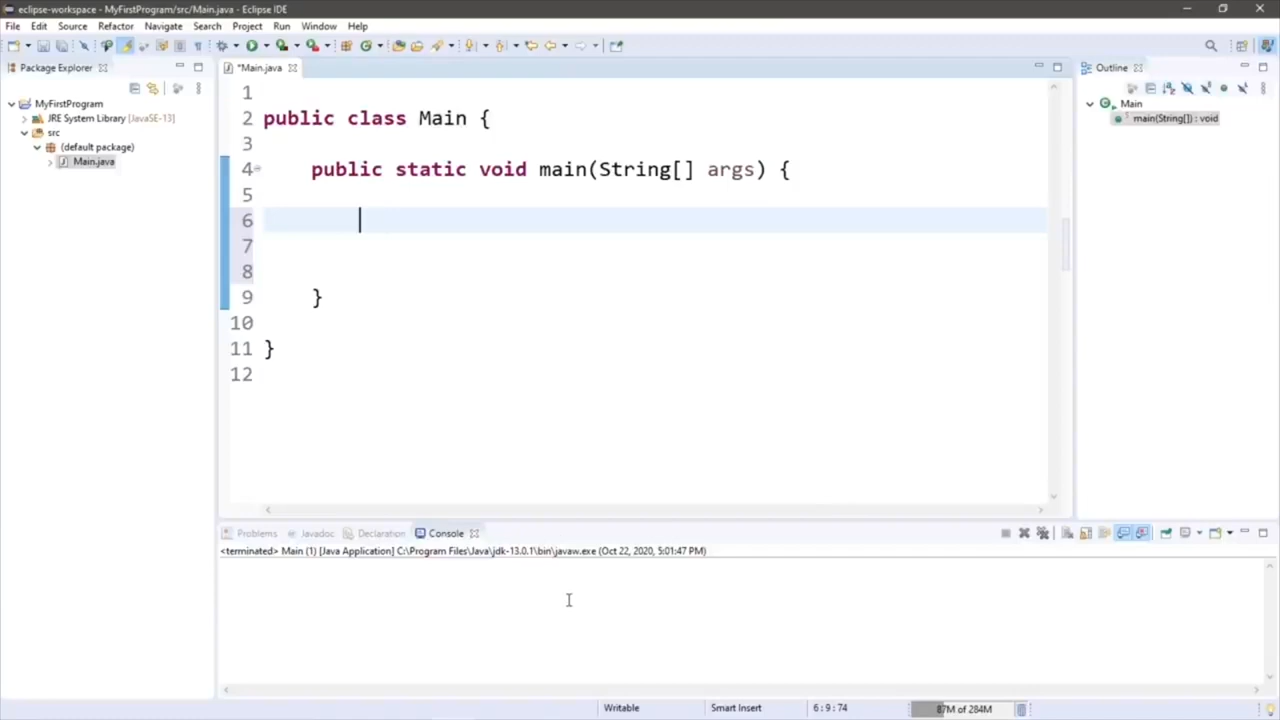 eclipse-workspace - MyFirstProgram/src/Main.java - Eclipse IDE
File Edit Source Refactor Navigate Search Project Run Window Help
Package Explorer
MyFirstProgram
JRE System Library [JavaSE-13]
src
(default package)
Main.java
*Main.java
1
2 public class Main {
3
4 public static void main(String[] args) {
5
6
7
8
9 }
10
11 }
12
Outline
Main
main(String[]) : void
Problems Javadoc Declaration Console
<terminated> Main (1) [Java Application] C:\Program Files\Java\jdk-13.0.1\bin\javaw.exe (Oct 22, 2020, 5:01:47 PM)
Writable Smart Insert 6 : 9 : 74 87M of 284M